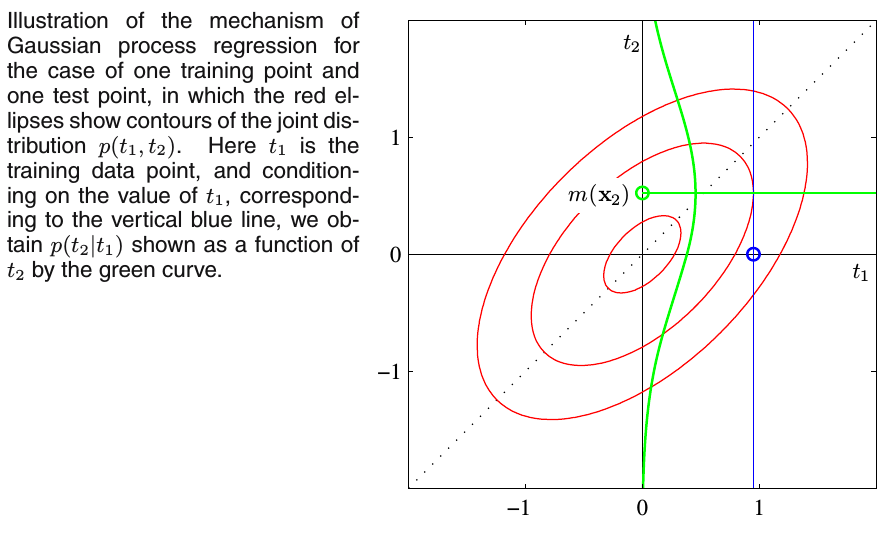 Illustration of the mechanism of
Gaussian process regression for
the case of one training point and
one test point, in which the red el-
lipses show contours of the joint dis-
tribution p(t₁, t₂). Here t₁ is the
training data point, and condition-
ing on the value of t₁, correspond-
ing to the vertical blue line, we ob-
tain p(t₂|t₁) shown as a function of
t₂ by the green curve.
t₂
1
m(x₂)
0
t₁
−1
−1
0
1